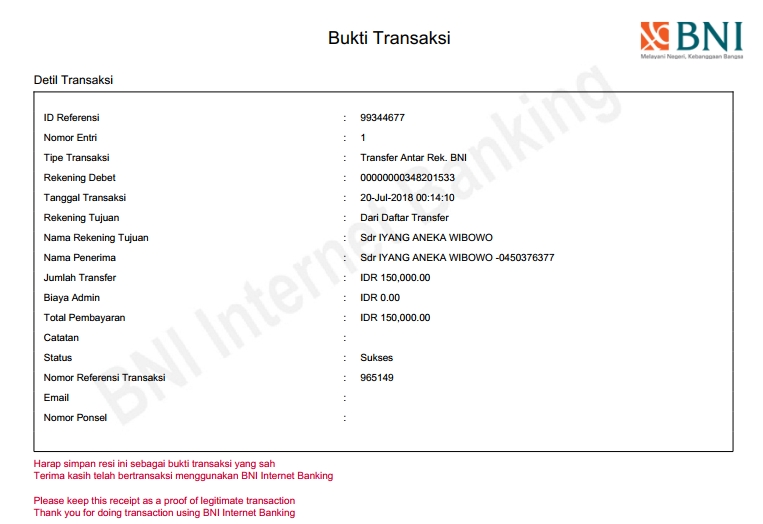 Bukti Transaksi
BNI
Melayani Negeri, Kebanggaan Bangsa
Detil Transaksi
ID Referensi : 99344677
Nomor Entri : 1
Tipe Transaksi : Transfer Antar Rek. BNI
Rekening Debet : 00000000348201533
Tanggal Transaksi : 20-Jul-2018 00:14:10
Rekening Tujuan : Dari Daftar Transfer
Nama Rekening Tujuan : Sdr IYANG ANEKA WIBOWO
Nama Penerima : Sdr IYANG ANEKA WIBOWO -0450376377
Jumlah Transfer : IDR 150,000.00
Biaya Admin : IDR 0.00
Total Pembayaran : IDR 150,000.00
Catatan :
Status : Sukses
Nomor Referensi Transaksi : 965149
Email :
Nomor Ponsel :
BNI Internet Banking
Harap simpan resi ini sebagai bukti transaksi yang sah
Terima kasih telah bertransaksi menggunakan BNI Internet Banking
Please keep this receipt as a proof of legitimate transaction
Thank you for doing transaction using BNI Internet Banking